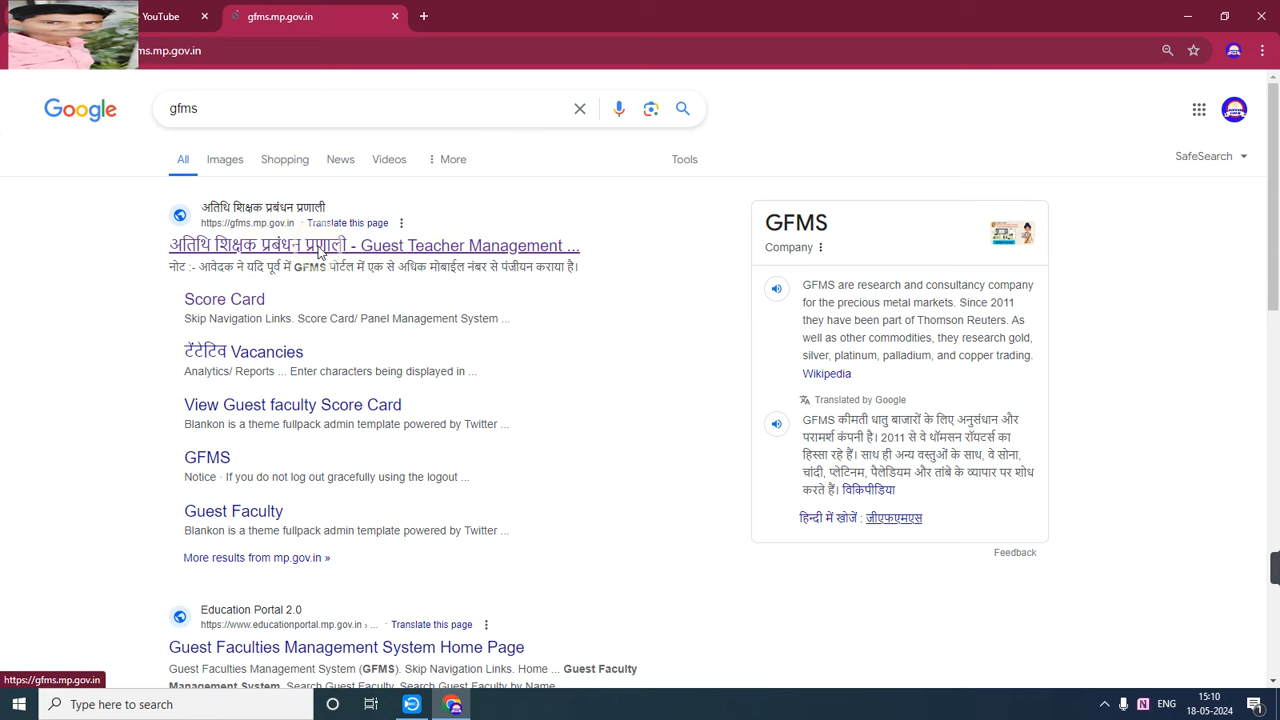 YouTube
gfms.mp.gov.in
ms.mp.gov.in
Google
gfms
All Images Shopping News Videos More Tools
SafeSearch
अतिथि शिक्षक प्रबंधन प्रणाली
https://gfms.mp.gov.in · Translate this page
अतिथि शिक्षक प्रबंधन प्रणाली - Guest Teacher Management ...
नोट :- आवेदक ने यदि पूर्व में GFMS पोर्टल में एक से अधिक मोबाईल नंबर से पंजीयन कराया है।
Score Card
Skip Navigation Links. Score Card/ Panel Management System ...
टेंटेटिव Vacancies
Analytics/ Reports ... Enter characters being displayed in ...
View Guest faculty Score Card
Blankon is a theme fullpack admin template powered by Twitter ...
GFMS
Notice · If you do not log out gracefully using the logout ...
Guest Faculty
Blankon is a theme fullpack admin template powered by Twitter ...
More results from mp.gov.in »
Education Portal 2.0
https://www.educationportal.mp.gov.in › ... · Translate this page
Guest Faculties Management System Home Page
Guest Faculties Management System (GFMS). Skip Navigation Links. Home ... Guest Faculty
Management System. Search Guest Faculty. Search Guest Faculty by Name
GFMS
Company
GFMS are research and consultancy company
for the precious metal markets. Since 2011
they have been part of Thomson Reuters. As
well as other commodities, they research gold,
silver, platinum, palladium, and copper trading.
Wikipedia
Translated by Google
GFMS कीमती धातु बाजारों के लिए अनुसंधान और
परामर्श कंपनी है। 2011 से वे थॉमसन रॉयटर्स का
हिस्सा रहे हैं। साथ ही अन्य वस्तुओं के साथ, वे सोना,
चांदी, प्लेटिनम, पैलेडियम और तांबे के व्यापार पर शोध
करते हैं। विकिपीडिया
हिन्दी में खोजें : जीएफएमएस
Feedback
https://gfms.mp.gov.in
Type here to search
ENG
15:10
18-05-2024